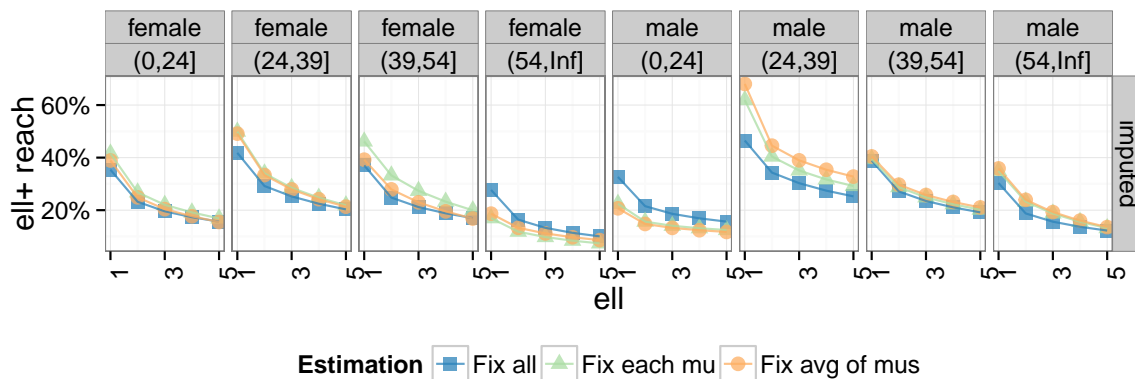 female female female female male male male male
(0,24] (24,39] (39,54] (54,Inf] (0,24] (24,39] (39,54] (54,Inf]
ell+ reach
60%
40%
20%
imputed
1 3 5 1 3 5 1 3 5 1 3 5 1 3 5 1 3 5 1 3 5 1 3 5
ell
Estimation Fix all Fix each mu Fix avg of mus